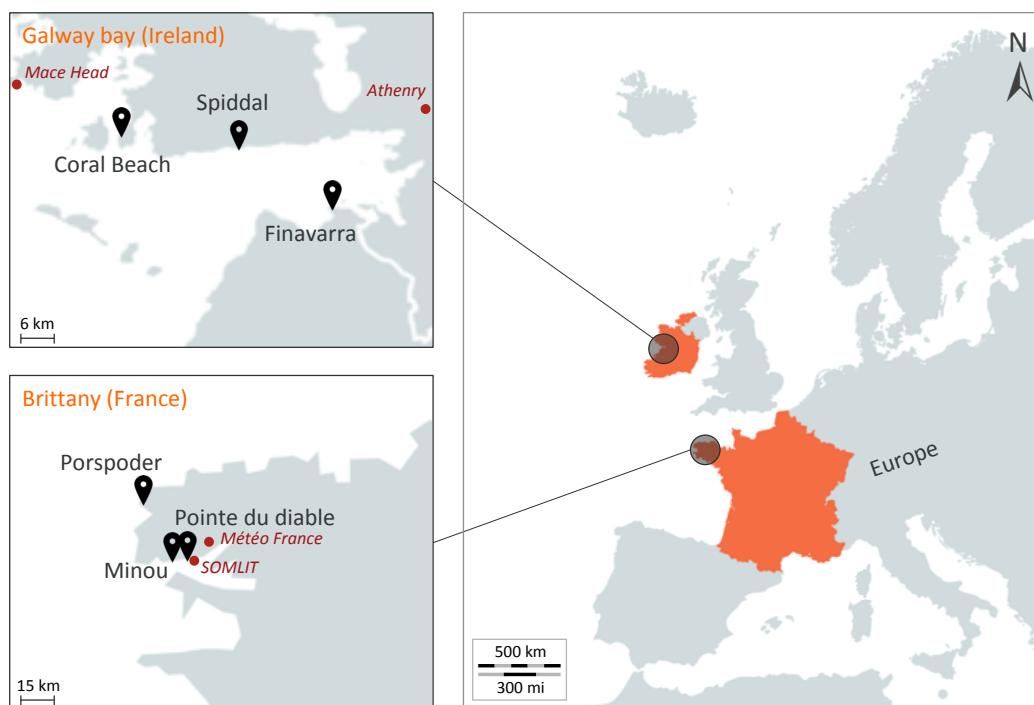 Galway bay (Ireland)
Mace Head
Athenry
Spiddal
Coral Beach
Finavarra
6 km
Brittany (France)
Porspoder
Pointe du diable
Météo France
Minou
SOMLIT
15 km
N
Europe
500 km
300 mi